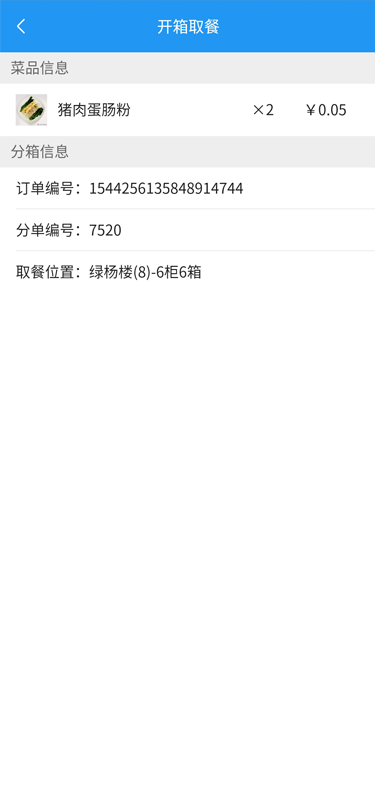 开箱取餐
菜品信息
猪肉蛋肠粉 ×2 ￥0.05
分箱信息
订单编号：1544256135848914744
分单编号：7520
取餐位置：绿杨楼(8)-6柜6箱